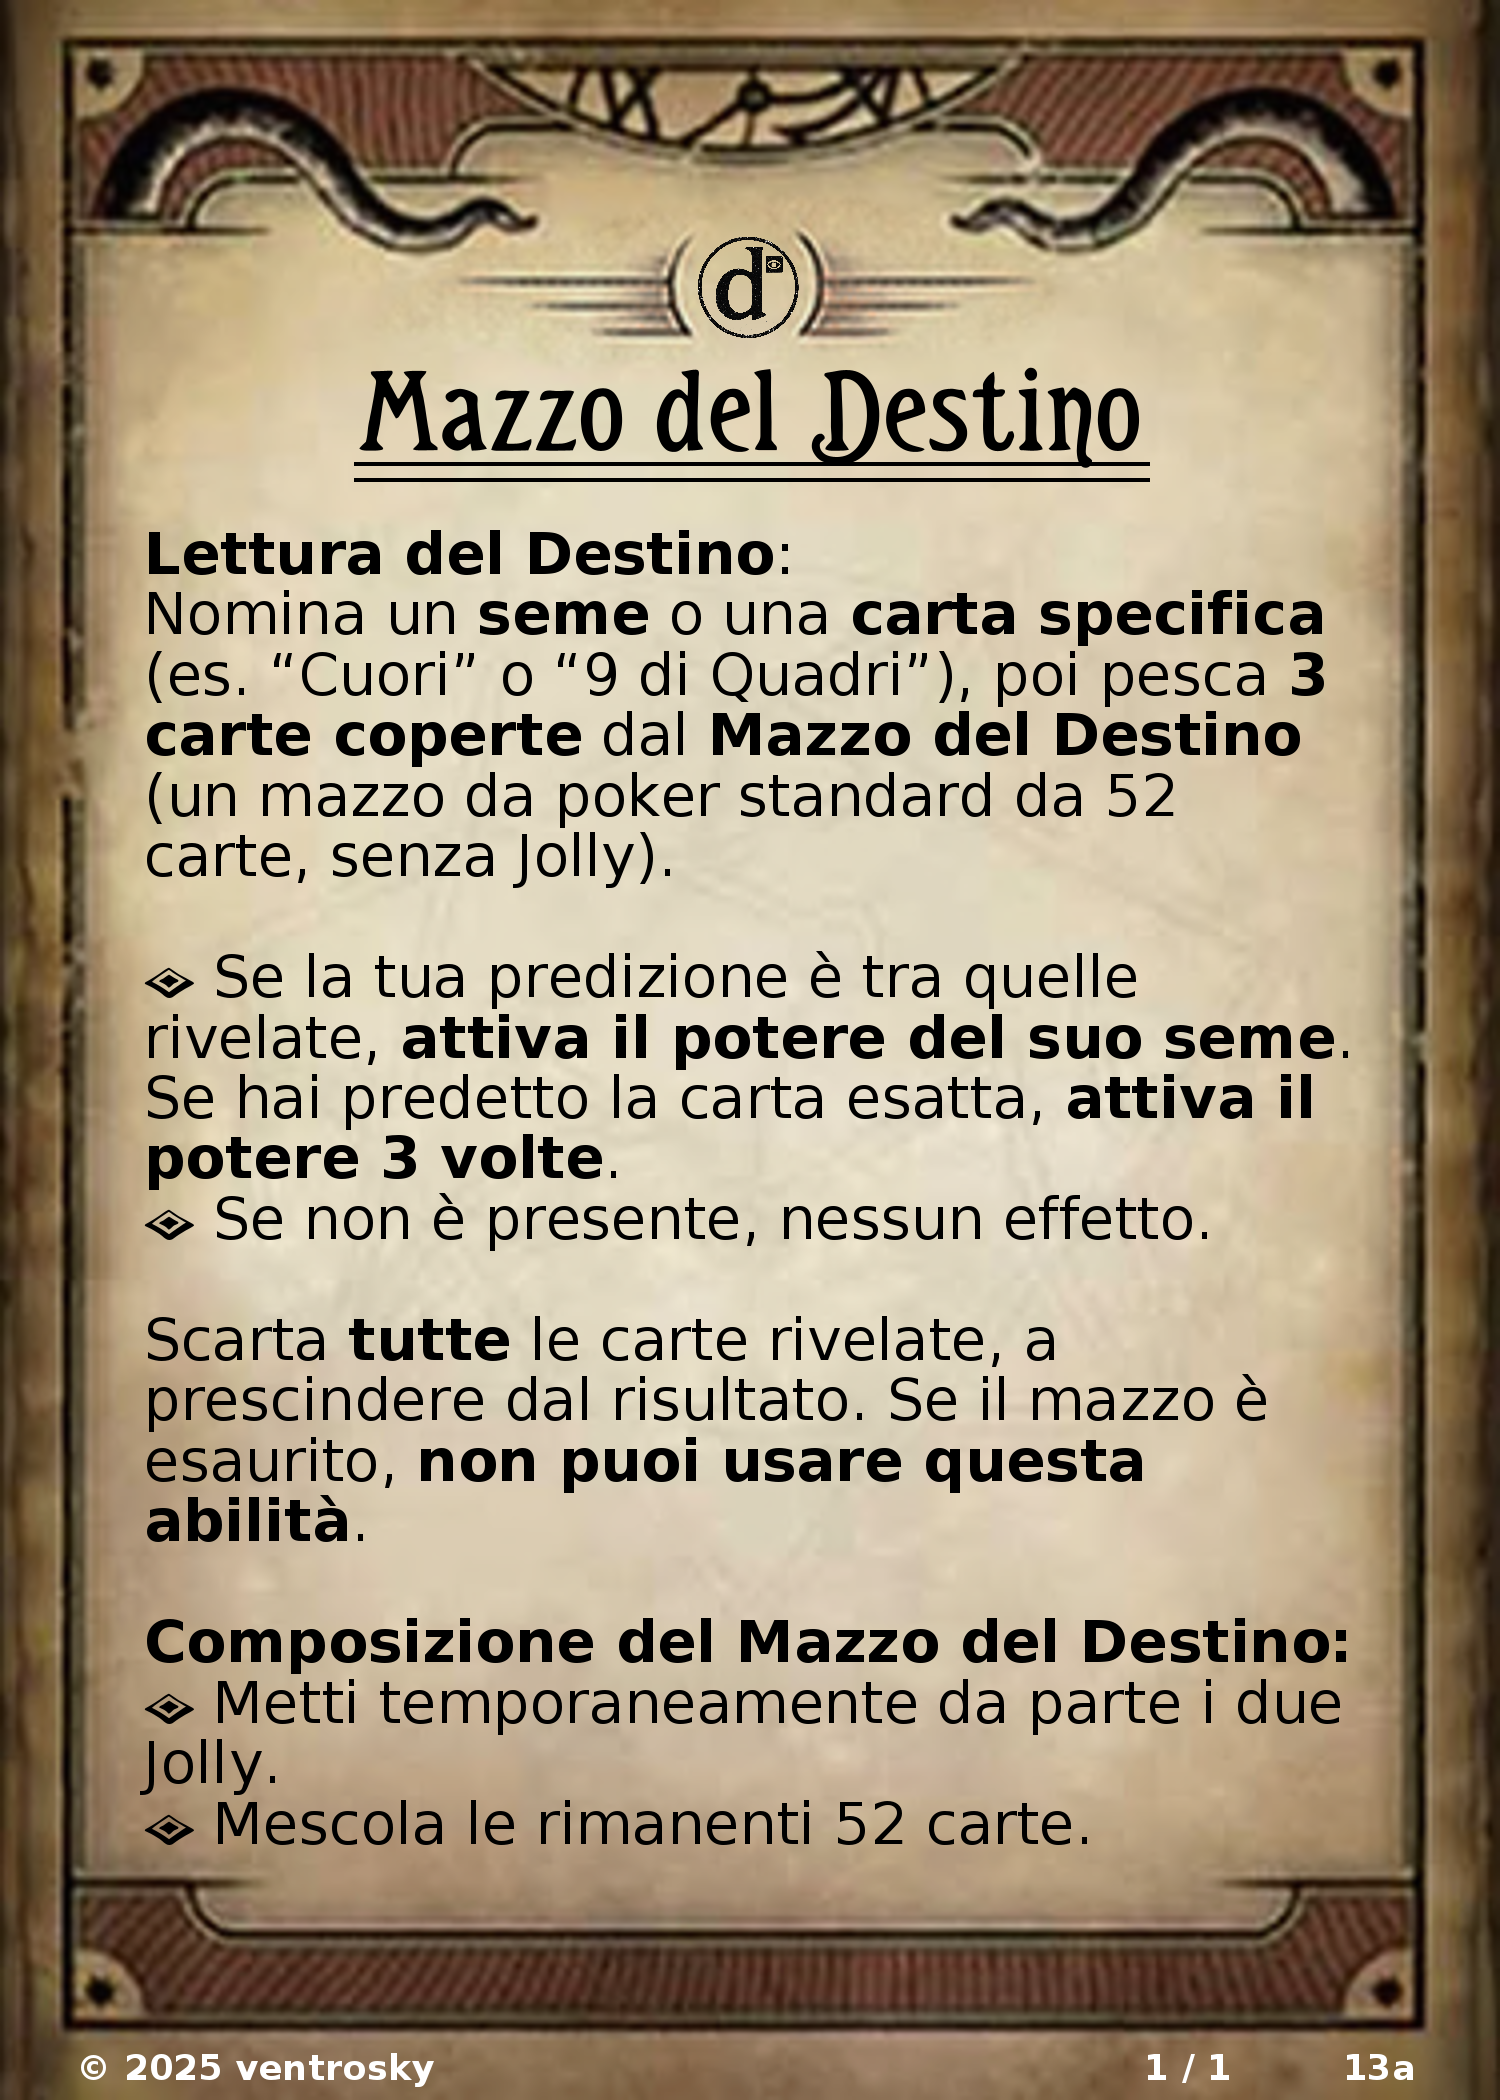 d
Mazzo del Destino
Lettura del Destino:
Nomina un seme o una carta specifica
(es. “Cuori” o “9 di Quadri”), poi pesca 3
carte coperte dal Mazzo del Destino
(un mazzo da poker standard da 52
carte, senza Jolly).
Se la tua predizione è tra quelle
rivelate, attiva il potere del suo seme.
Se hai predetto la carta esatta, attiva il
potere 3 volte.
Se non è presente, nessun effetto.
Scarta tutte le carte rivelate, a
prescindere dal risultato. Se il mazzo è
esaurito, non puoi usare questa
abilità.
Composizione del Mazzo del Destino:
Metti temporaneamente da parte i due
Jolly.
Mescola le rimanenti 52 carte.
© 2025 ventrosky 1 / 1 13a